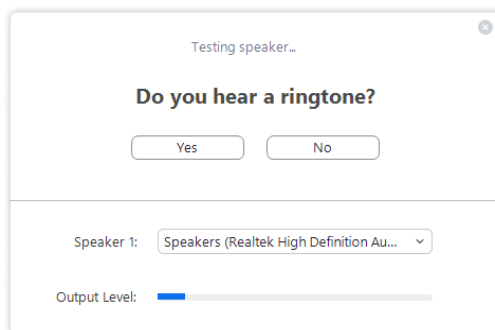 Testing speaker...
Do you hear a ringtone?
Yes No
Speaker 1: Speakers (Realtek High Definition Au...
Output Level: